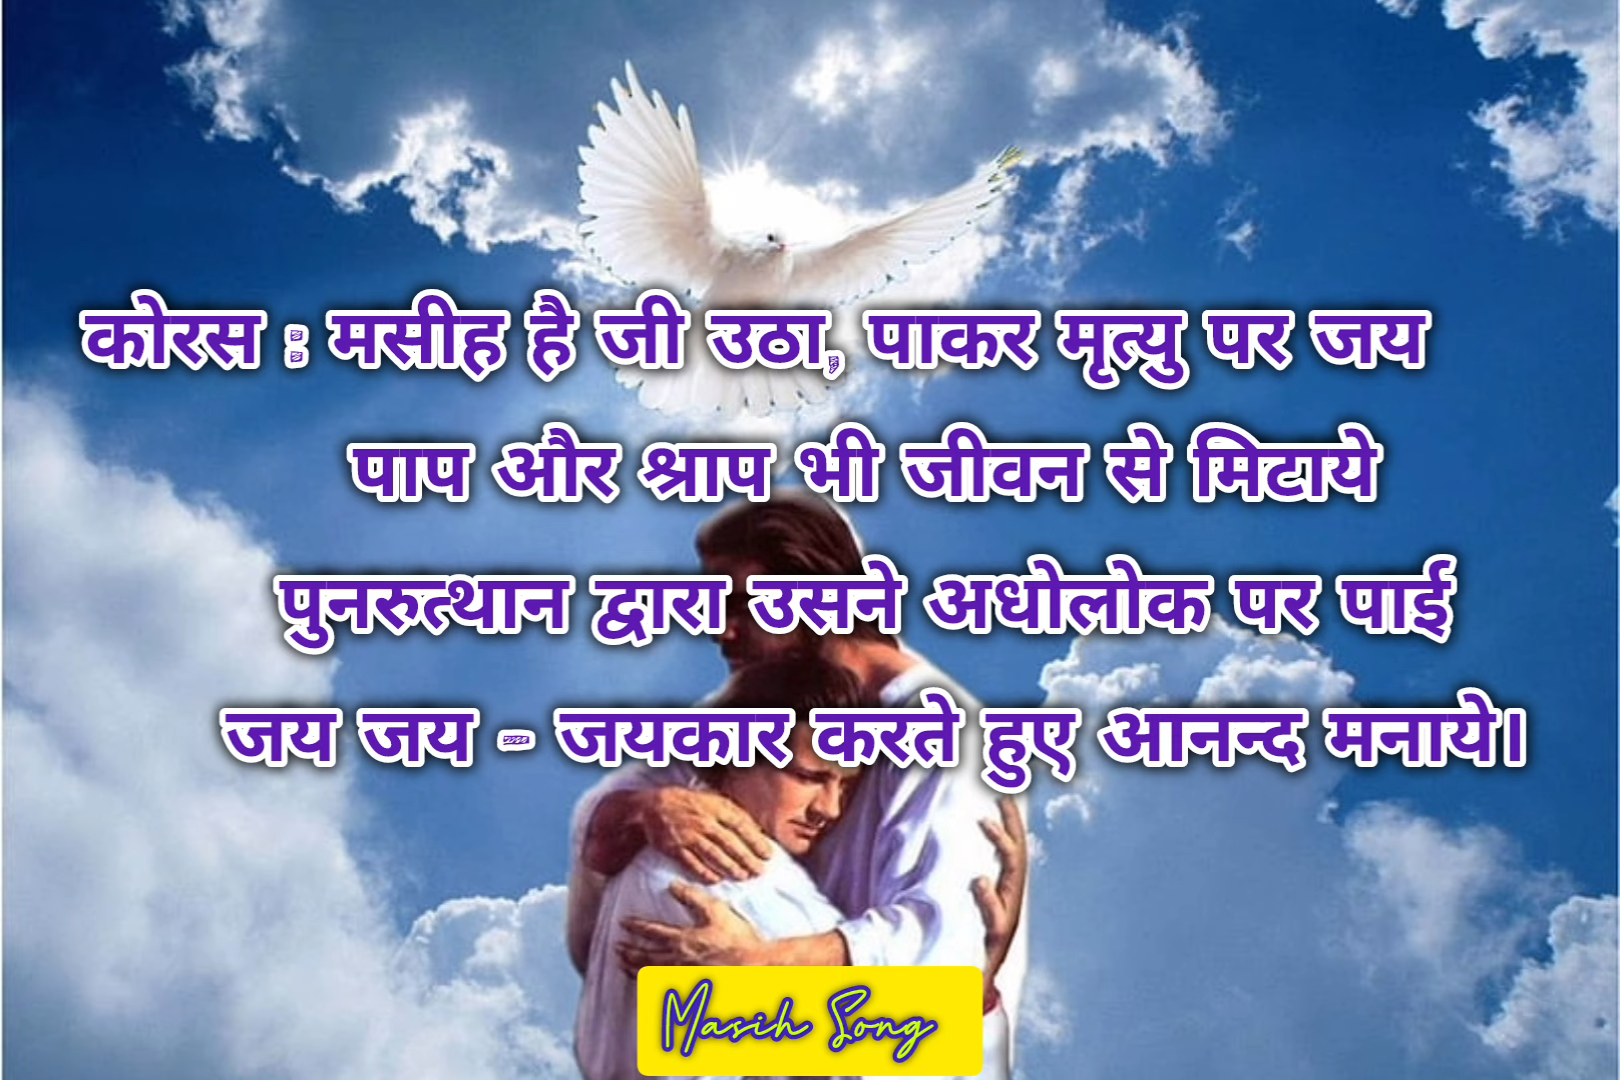 कोरस : मसीह है जी उठा, पाकर मृत्यु पर जय
पाप और श्राप भी जीवन से मिटाये
पुनरुत्थान द्वारा उसने अधोलोक पर पाई
जय जय - जयकार करते हुए आनन्द मनाये।
Masih Song